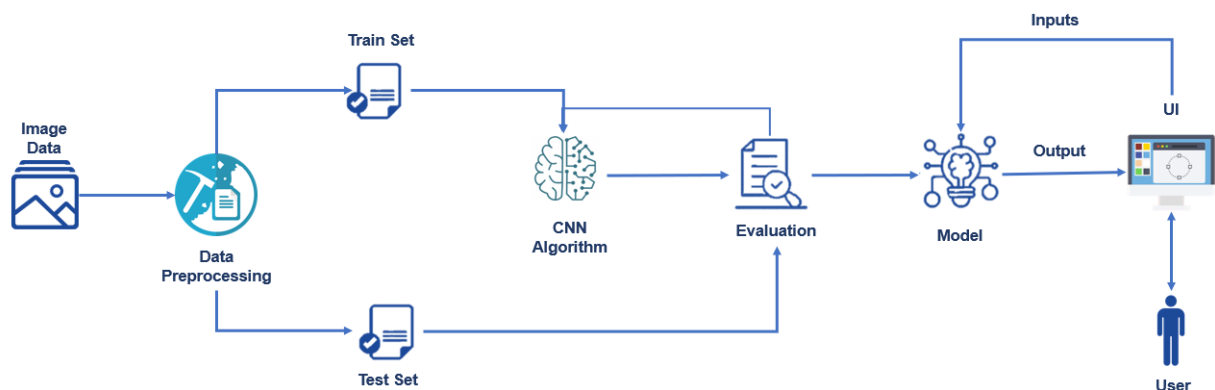 Inputs
Train Set
UI
Image
Data
Output
CNN
Algorithm
Evaluation
Model
Data
Preprocessing
Test Set
User